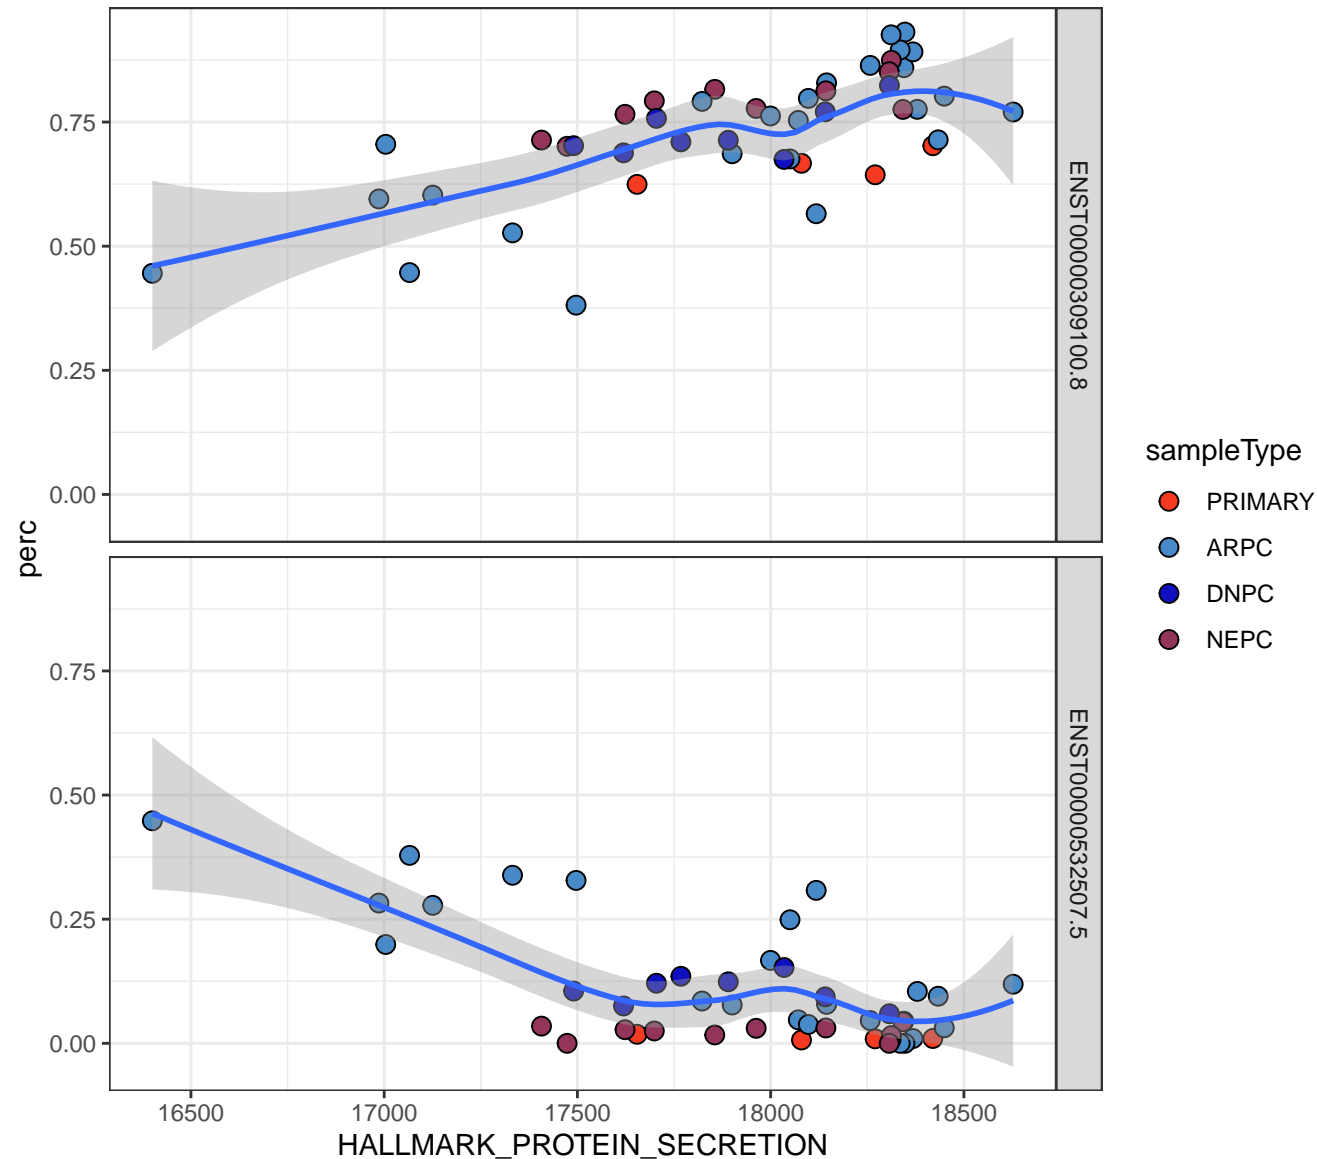 perc
0.75
0.50
0.25
0.00
ENST00000309100.8
0.75
0.50
0.25
0.00
ENST00000532507.5
16500 17000 17500 18000 18500
HALLMARK_PROTEIN_SECRETION
sampleType
PRIMARY
ARPC
DNPC
NEPC